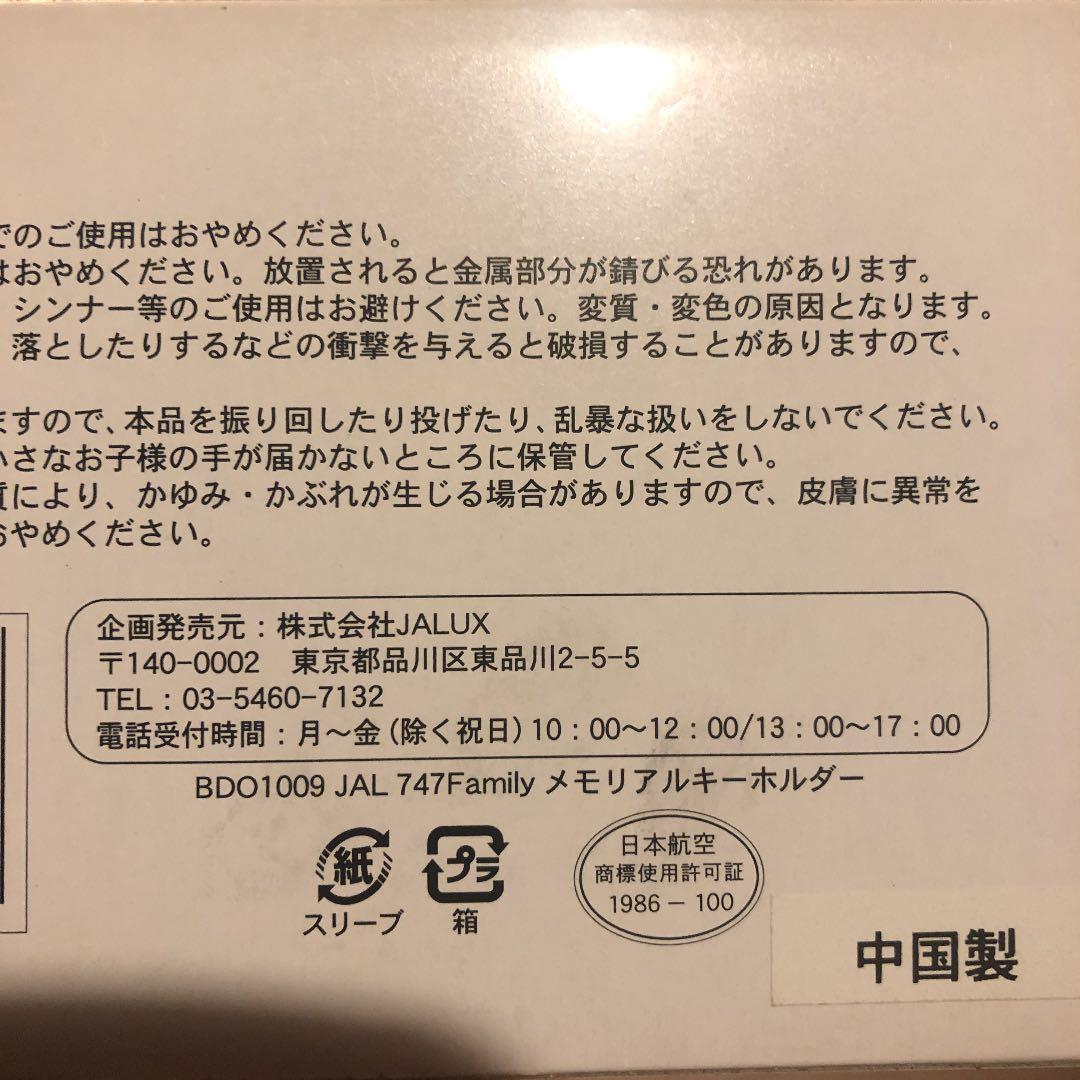 でのご使用はおやめください。
はおやめください。放置されると金属部分が錆びる恐れがあります。
シンナー等のご使用はお避けください。変質・変色の原因となります。
落としたりするなどの衝撃を与えると破損することがありますので、
ますので、本品を振り回したり投げたり、乱暴な扱いをしないでください。
いさなお子様の手が届かないところに保管してください。
質により、かゆみ・かぶれが生じる場合がありますので、皮膚に異常を
おやめください。
企画発売元：株式会社JALUX
〒140-0002 東京都品川区東品川2-5-5
TEL：03-5460-7132
電話受付時間：月～金（除く祝日）10：00～12：00/13：00～17：00
BDO1009 JAL 747Family メモリアルキーホルダー
紙
スリーブ
プラ
箱
日本航空
商標使用許可証
1986－100
中国製